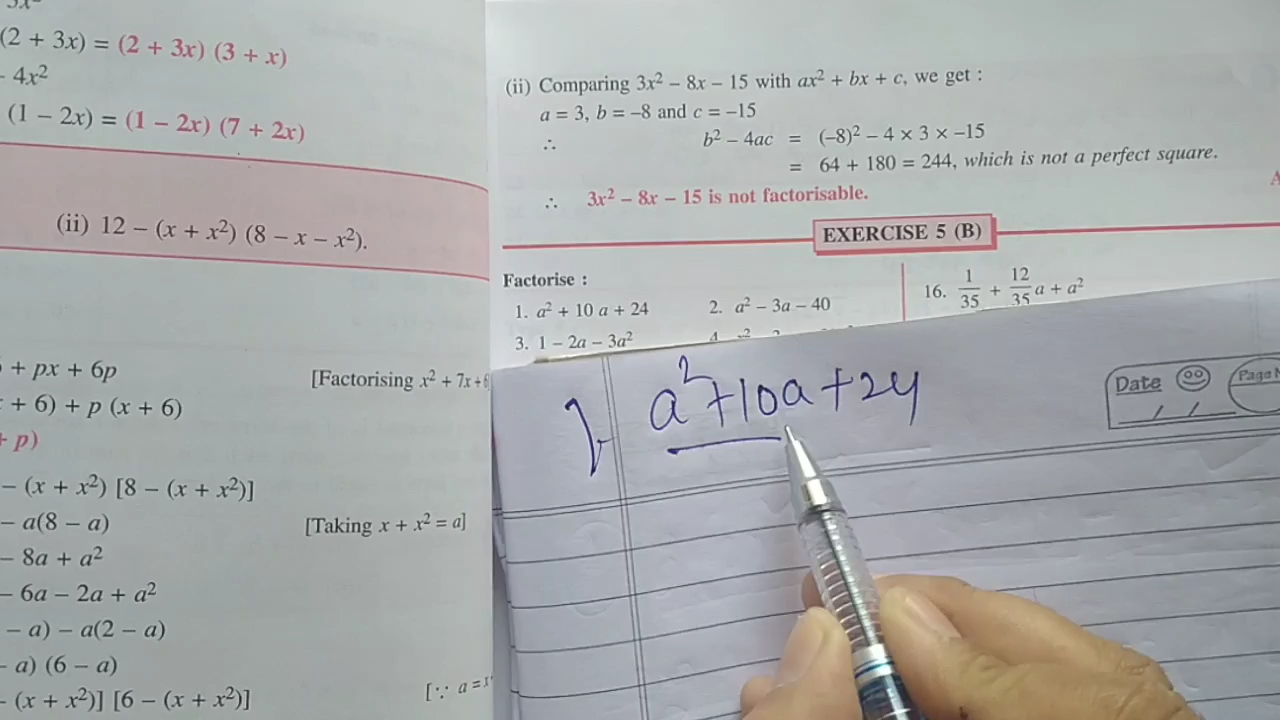 (2 + 3x) = (2 + 3x) (3 + x)
- 4x²
(1 – 2x) = (1 – 2x) (7 + 2x)
(ii) 12 – (x + x²) (8 – x – x²).
+ px + 6p
[Factorising x² + 7x + 6
+ 6) + p (x + 6)
+ p)
– (x + x²) [8 – (x + x²)]
– a(8 – a)
[Taking x + x² = a]
– 8a + a²
– 6a – 2a + a²
– a) – a(2 – a)
– a) (6 – a)
– (x + x²)] [6 – (x + x²)]
[∵ a = x
(ii) Comparing 3x² – 8x – 15 with ax² + bx + c, we get :
a = 3, b = –8 and c = –15
∴ b² – 4ac = (–8)² – 4 × 3 × –15
= 64 + 180 = 244, which is not a perfect square.
∴ 3x² – 8x – 15 is not factorisable.
EXERCISE 5 (B)
Factorise :
1. a² + 10 a + 24
2. a² – 3a – 40
3. 1 – 2a – 3a²
16. 1/35 + 12/35 a + a²
a²+10a+24
Date
Page N